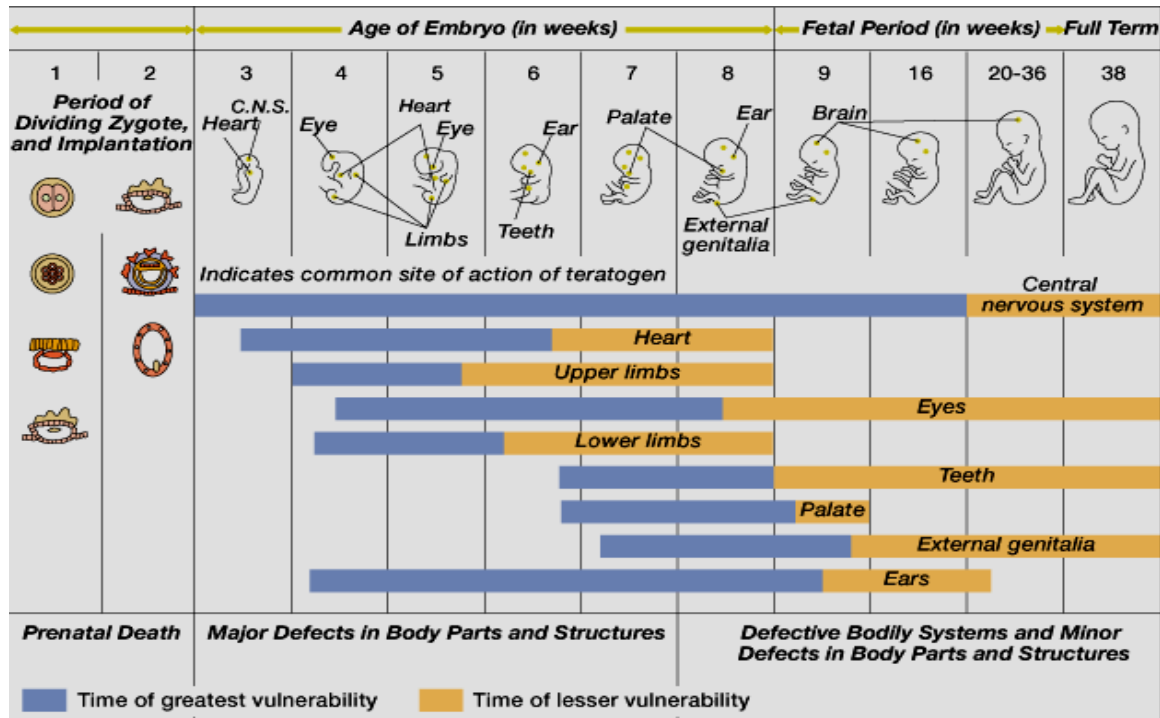 Age of Embryo (in weeks)
Fetal Period (in weeks)
Full Term
1
2
3
4
5
6
7
8
9
16
20-36
38
Period of
Dividing Zygote,
and Implantation
C.N.S.
Heart
Eye
Heart
Eye
Limbs
Ear
Teeth
Palate
Ear
External
genitalia
Brain
Indicates common site of action of teratogen
Central
nervous system
Heart
Upper limbs
Eyes
Lower limbs
Teeth
Palate
External genitalia
Ears
Prenatal Death
Major Defects in Body Parts and Structures
Defective Bodily Systems and Minor
Defects in Body Parts and Structures
Time of greatest vulnerability
Time of lesser vulnerability